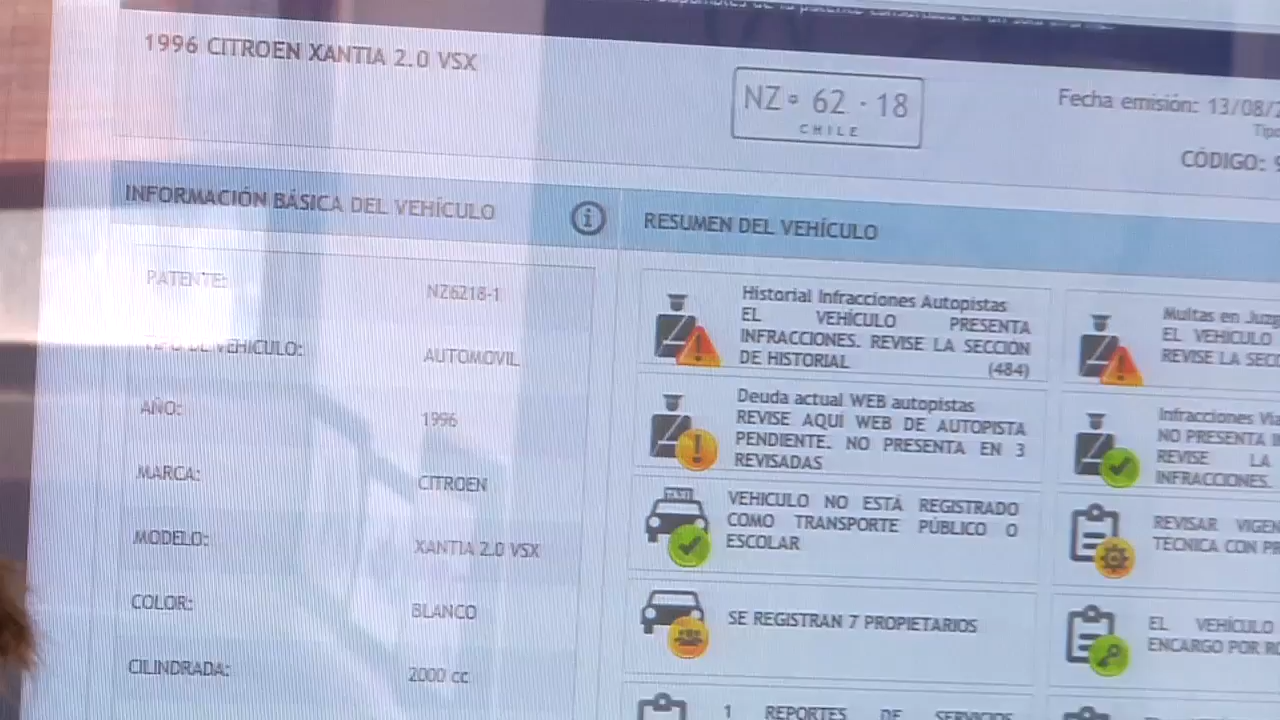 1996 CITROEN XANTIA 2.0 VSX
NZ 62 · 18
CHILE
Fecha emisión: 13/08/
CÓDIGO:
INFORMACIÓN BÁSICA DEL VEHÍCULO
PATENTE: NZ6218-1
VEHICULO: AUTOMOVIL
AÑO: 1996
MARCA: CITROEN
MODELO: XANTIA 2.0 VSX
COLOR: BLANCO
CILINDRADA: 2000 cc
RESUMEN DEL VEHÍCULO
Historial Infracciones Autopistas
EL VEHÍCULO PRESENTA
INFRACCIONES. REVISE LA SECCIÓN
DE HISTORIAL (484)
Deuda actual WEB autopistas
REVISE AQUI WEB DE AUTOPISTA
PENDIENTE. NO PRESENTA EN 3
REVISADAS
VEHICULO NO ESTÁ REGISTRADO
COMO TRANSPORTE PÚBLICO O
ESCOLAR
SE REGISTRAN 7 PROPIETARIOS
1 REPORTES DE SERVICIOS
Multas en Juzg
EL VEHÍCULO
REVISE LA SECC
Infracciones Via
NO PRESENTA
REVISE LA
INFRACCIONES.
REVISAR VIGEN
TÉCNICA CON P
EL VEHÍCULO
ENCARGO POR RO